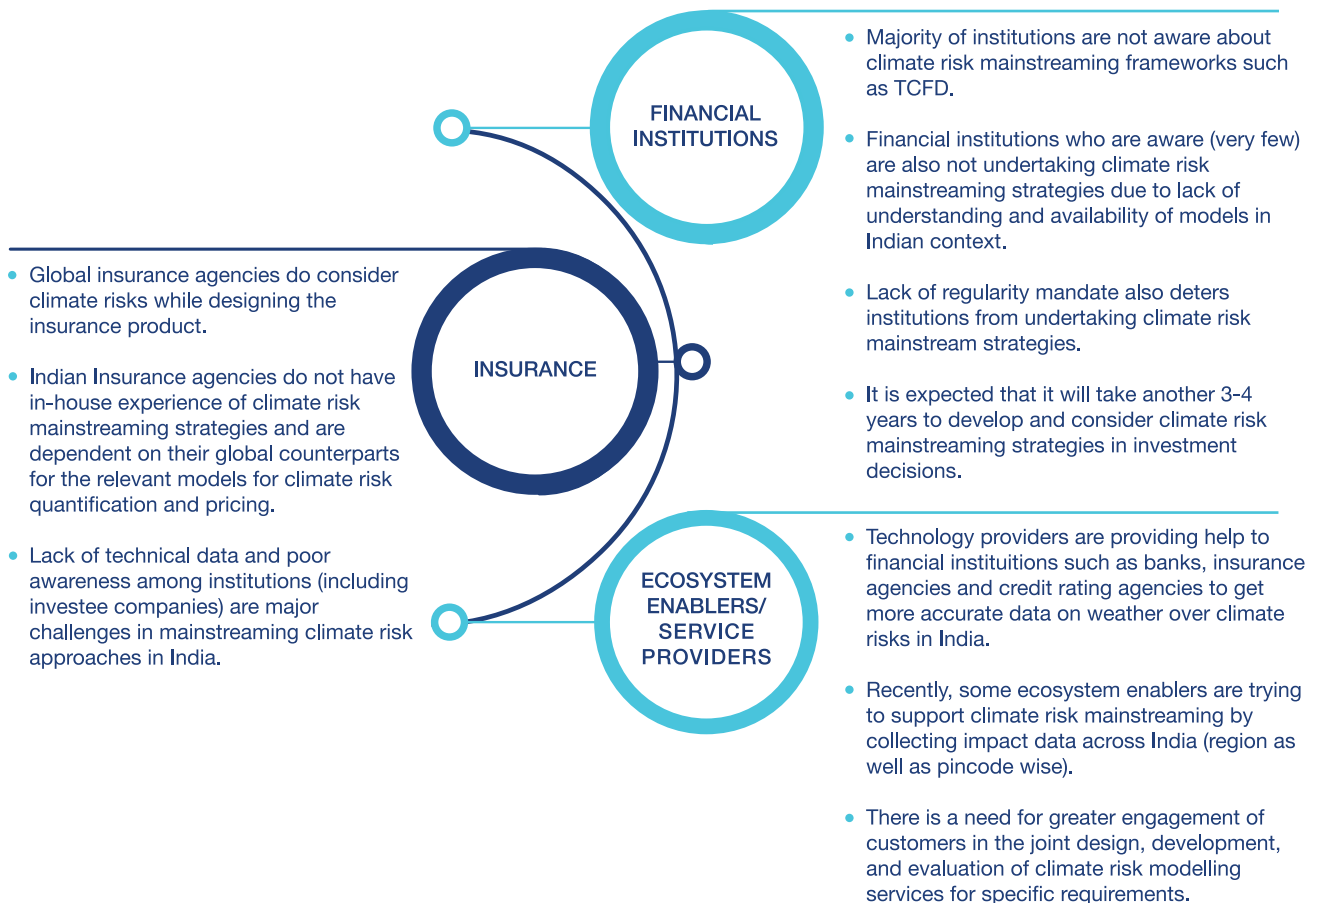 FINANCIAL
INSTITUTIONS
Majority of institutions are not aware about
climate risk mainstreaming frameworks such
as TCFD.
Financial institutions who are aware (very few)
are also not undertaking climate risk
mainstreaming strategies due to lack of
understanding and availability of models in
Indian context.
Lack of regularity mandate also deters
institutions from undertaking climate risk
mainstream strategies.
It is expected that it will take another 3-4
years to develop and consider climate risk
mainstreaming strategies in investment
decisions.
INSURANCE
Global insurance agencies do consider
climate risks while designing the
insurance product.
Indian Insurance agencies do not have
in-house experience of climate risk
mainstreaming strategies and are
dependent on their global counterparts
for the relevant models for climate risk
quantification and pricing.
Lack of technical data and poor
awareness among institutions (including
investee companies) are major
challenges in mainstreaming climate risk
approaches in India.
ECOSYSTEM
ENABLERS/
SERVICE
PROVIDERS
Technology providers are providing help to
financial instituitions such as banks, insurance
agencies and credit rating agencies to get
more accurate data on weather over climate
risks in India.
Recently, some ecosystem enablers are trying
to support climate risk mainstreaming by
collecting impact data across India (region as
well as pincode wise).
There is a need for greater engagement of
customers in the joint design, development,
and evaluation of climate risk modelling
services for specific requirements.